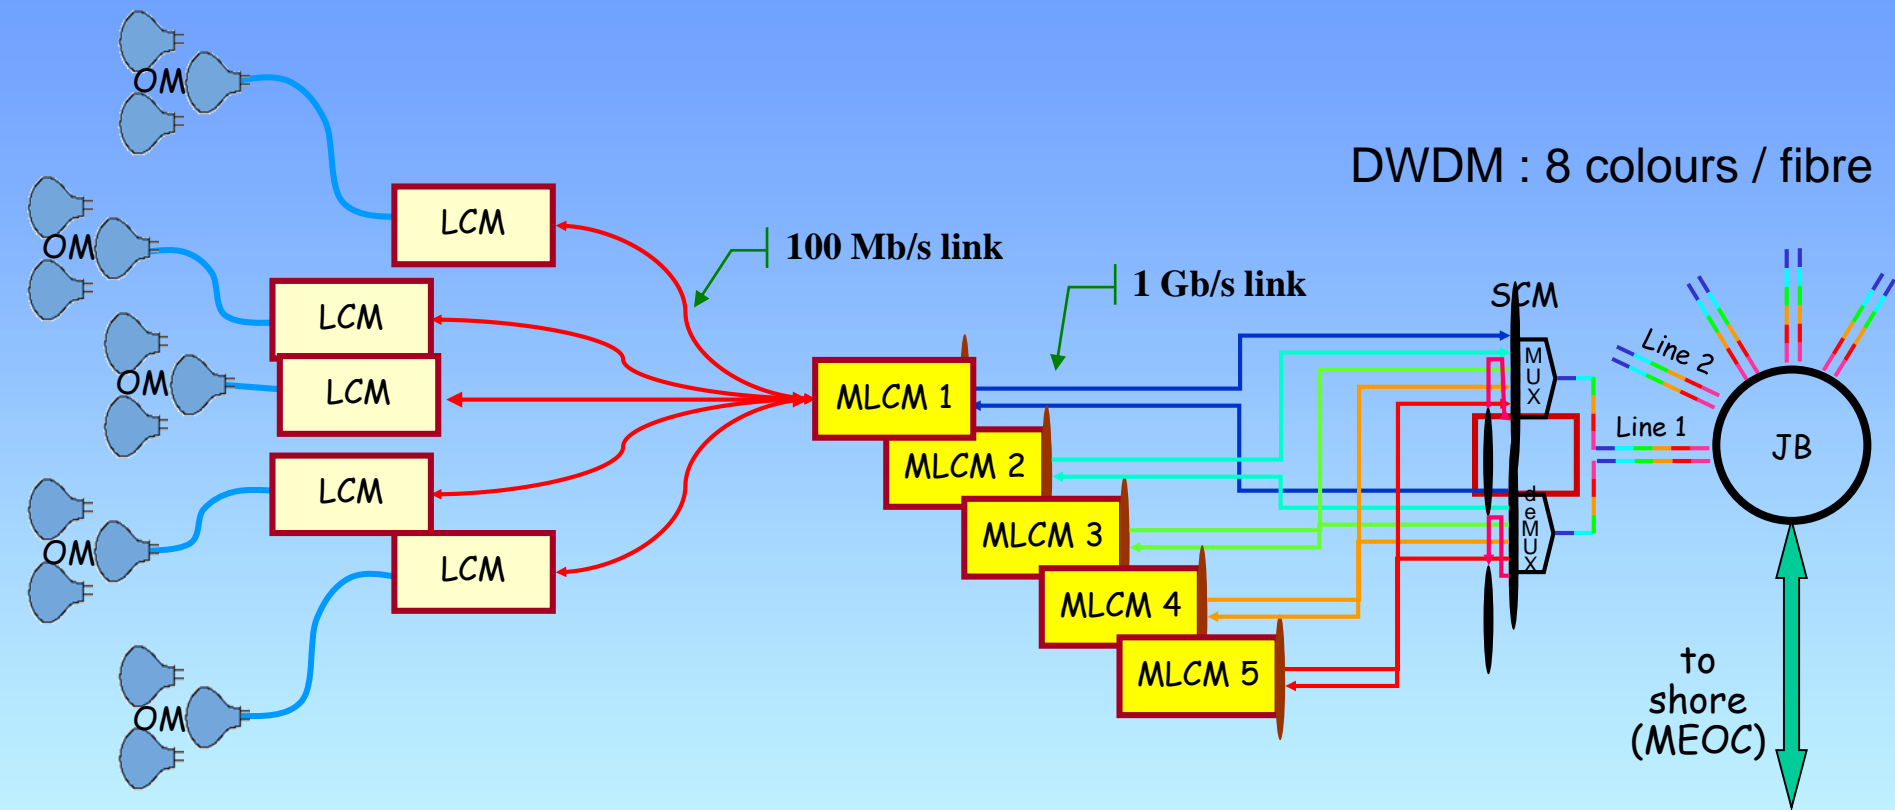 OM
OM
OM
OM
OM
LCM
LCM
LCM
LCM
LCM
100 Mb/s link
1 Gb/s link
MLCM 1
MLCM 2
MLCM 3
MLCM 4
MLCM 5
DWDM : 8 colours / fibre
SCM
MUX
deMUX
Line 2
Line 1
JB
to
shore
(MEOC)